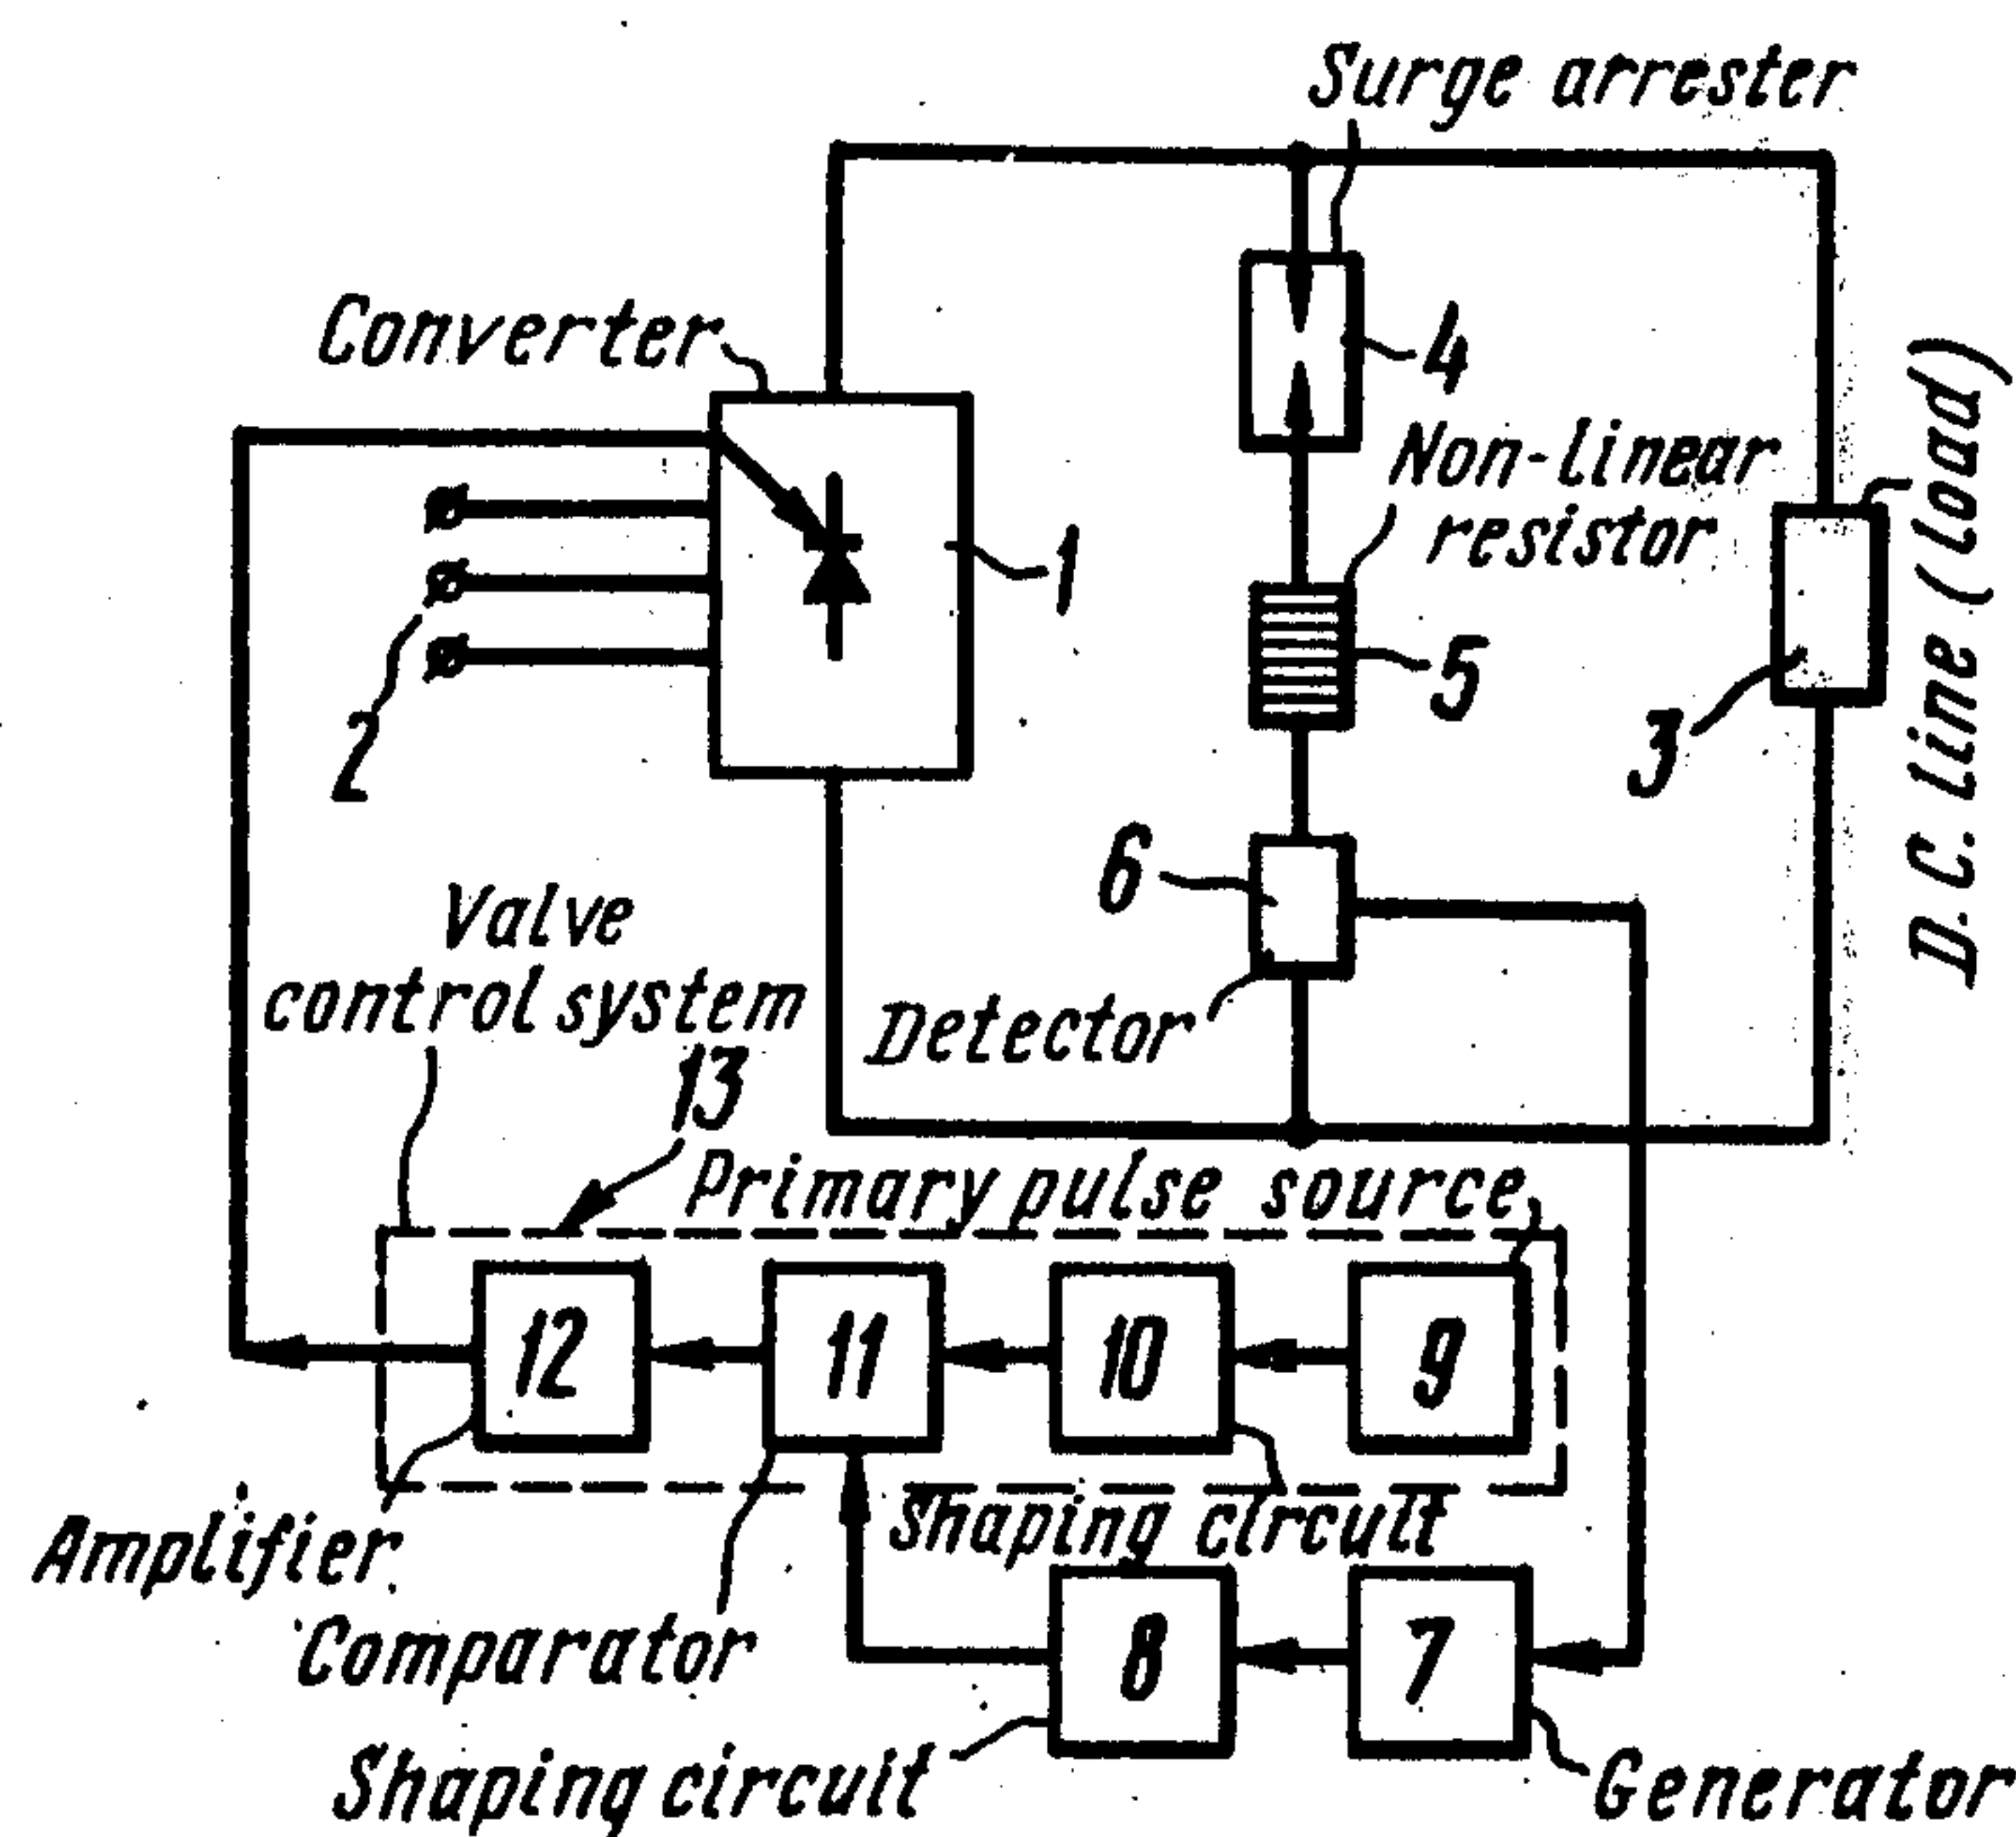 Surge arrester
Converter
4
Non-linear
resistor
1
D.C. Line (Load)
2
5
3
6
Valve
control system
Detector
13
Primary pulse source
12
11
10
9
Shaping circuit
Amplifier
Comparator
8
7
Shaping circuit
Generator